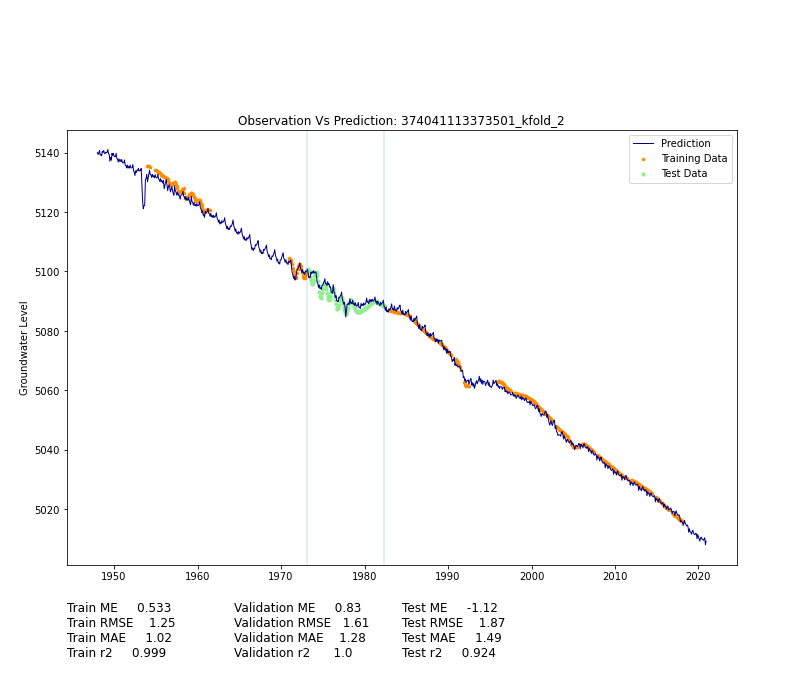 Observation Vs Prediction: 374041113373501_kfold_2
Prediction
Training Data
Test Data
Groundwater Level
5140
5120
5100
5080
5060
5040
5020
1950 1960 1970 1980 1990 2000 2010 2020
Train ME 0.533 Validation ME 0.83 Test ME -1.12
Train RMSE 1.25 Validation RMSE 1.61 Test RMSE 1.87
Train MAE 1.02 Validation MAE 1.28 Test MAE 1.49
Train r2 0.999 Validation r2 1.0 Test r2 0.924